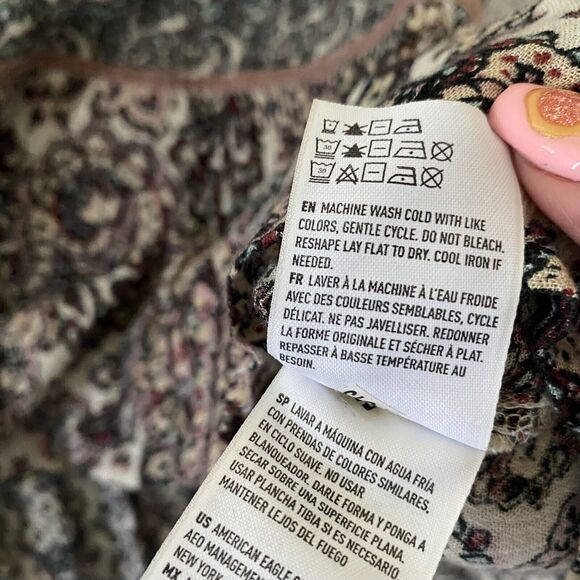 30
30
EN MACHINE WASH COLD WITH LIKE
COLORS, GENTLE CYCLE. DO NOT BLEACH.
RESHAPE LAY FLAT TO DRY. COOL IRON IF
NEEDED.
FR LAVER À LA MACHINE À L'EAU FROIDE
AVEC DES COULEURS SEMBLABLES, CYCLE
DÉLICAT. NE PAS JAVELLISER. REDONNER
LA FORME ORIGINALE ET SÉCHER À PLAT.
REPASSER À BASSE TEMPÉRATURE AU
BESOIN.
SP LAVAR A MÁQUINA CON AGUA FRÍA
CON PRENDAS DE COLORES SIMILARES,
EN CICLO SUAVE. NO USAR
BLANQUEADOR. DARLE FORMA Y PONGA A
SECAR SOBRE UNA SUPERFICIE PLANA.
USAR PLANCHA TIBIA SI ES NECESARIO
MANTENER LEJOS DEL FUEGO
US AMERICAN EAGLE
AEO MANAGEMEN
NEW YORK
MX